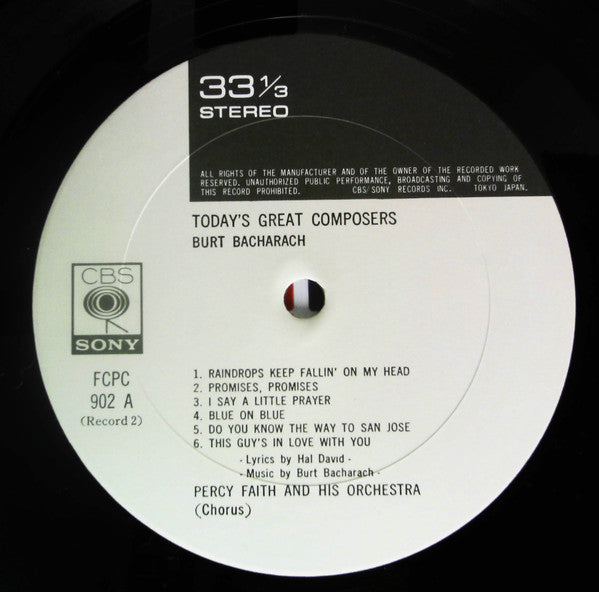 33 1/3
STEREO
ALL RIGHTS OF THE MANUFACTURER AND OF THE OWNER OF THE RECORDED WORK
RESERVED. UNAUTHORIZED PUBLIC PERFORMANCE, BROADCASTING AND COPYING OF
THIS RECORD PROHIBITED. CBS/SONY RECORDS INC. TOKYO JAPAN.
TODAY'S GREAT COMPOSERS
BURT BACHARACH
CBS
SONY
FCPC
902 A
(Record 2)
1. RAINDROPS KEEP FALLIN' ON MY HEAD
2. PROMISES, PROMISES
3. I SAY A LITTLE PRAYER
4. BLUE ON BLUE
5. DO YOU KNOW THE WAY TO SAN JOSE
6. THIS GUY'S IN LOVE WITH YOU
- Lyrics by Hal David -
- Music by Burt Bacharach -
PERCY FAITH AND HIS ORCHESTRA
(Chorus)